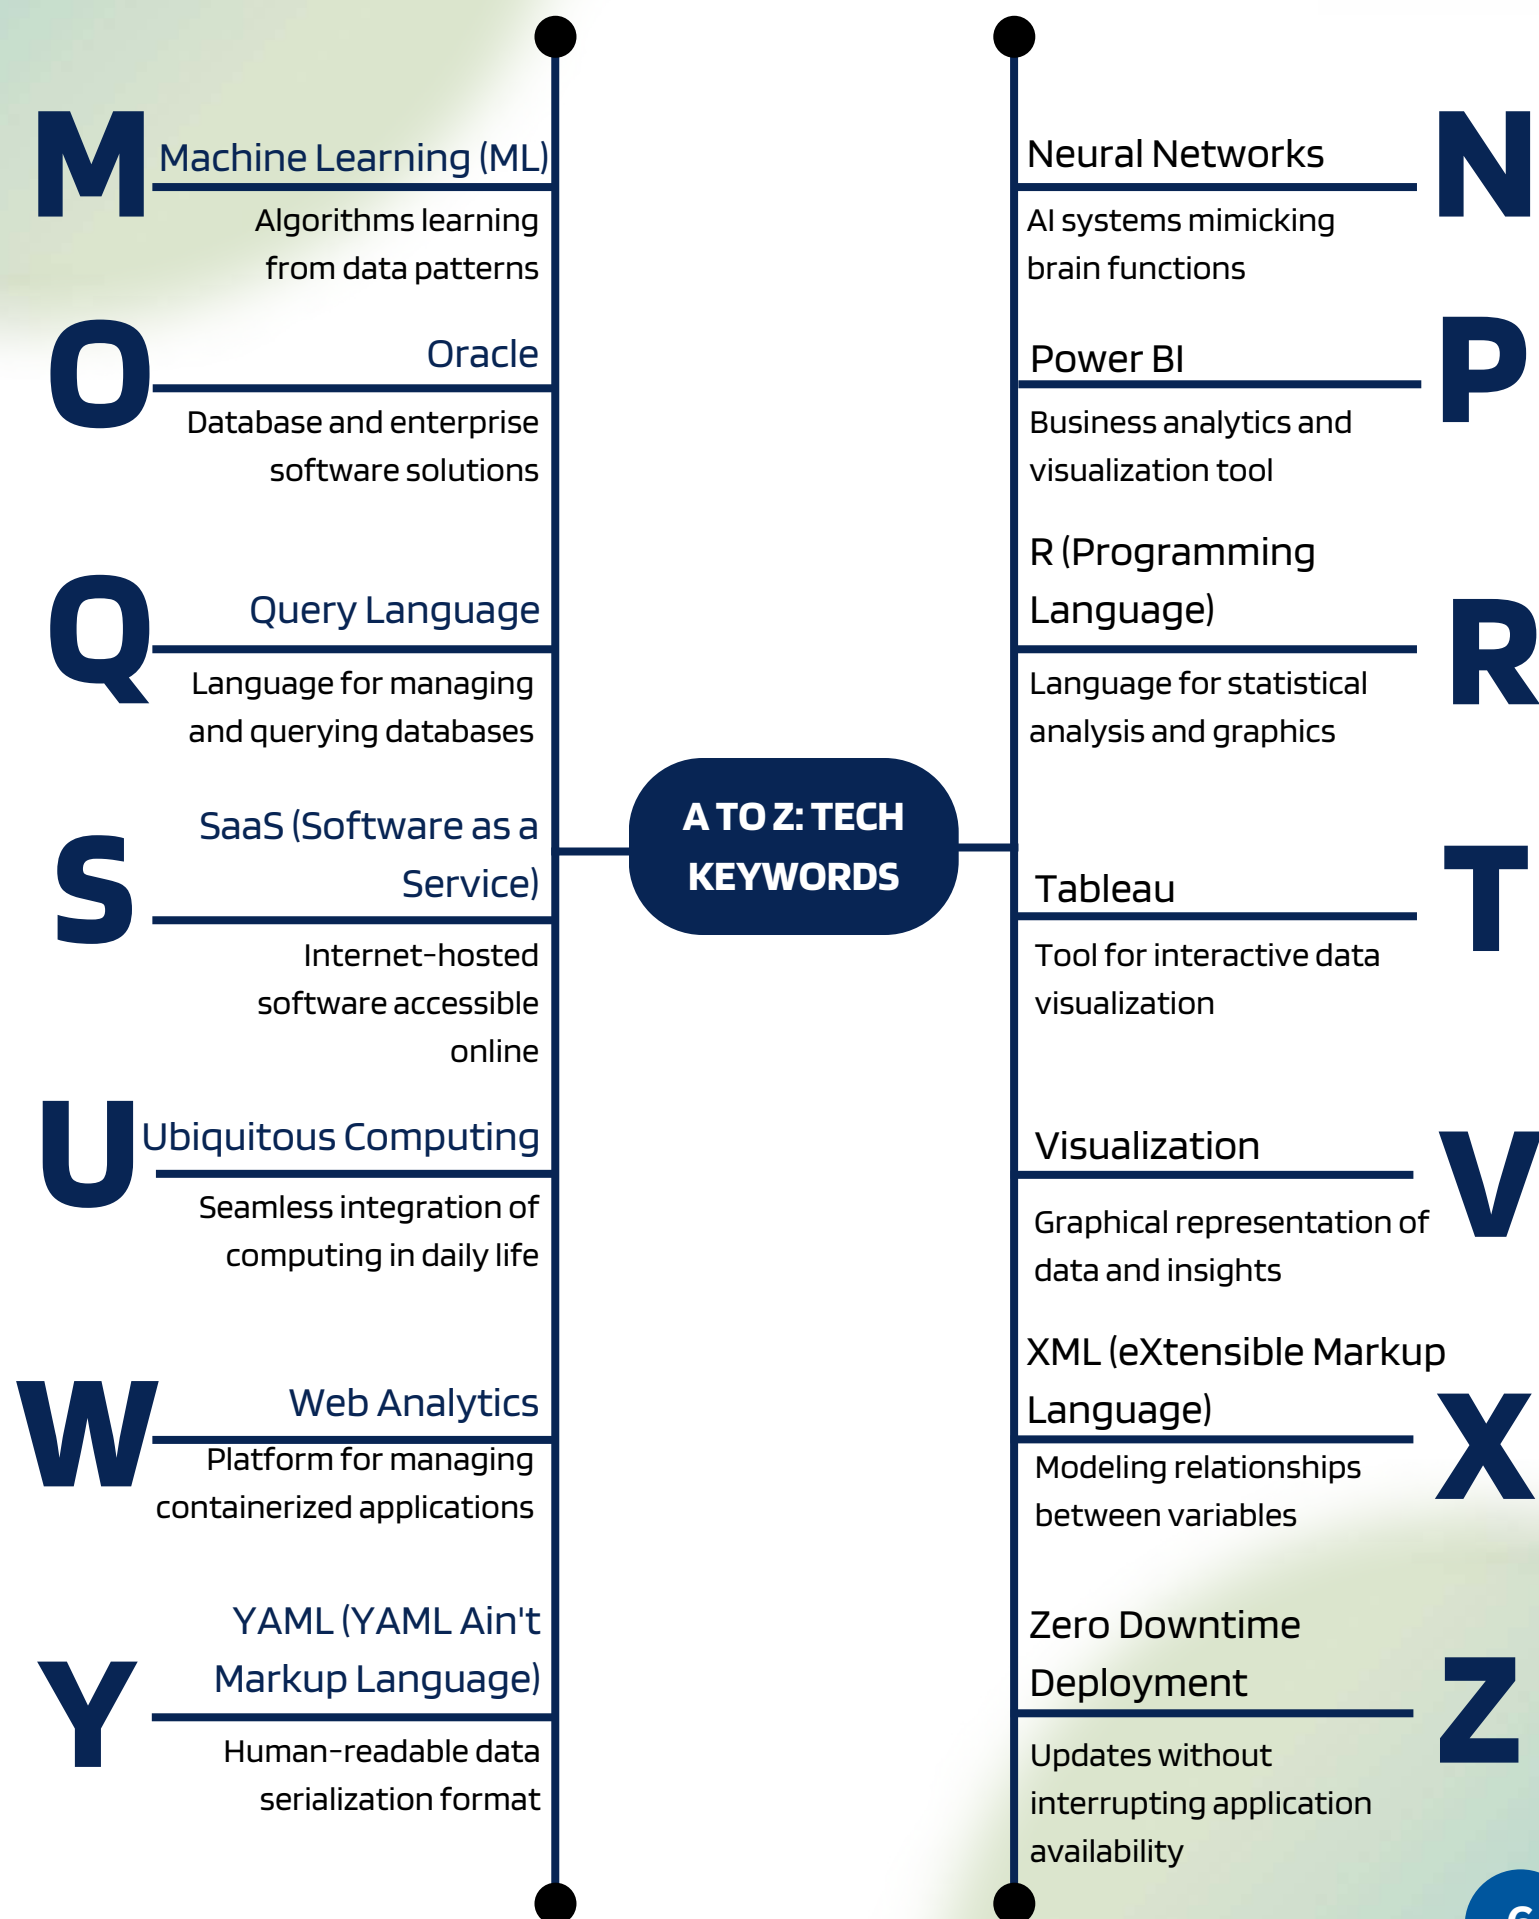 M
Machine Learning (ML)
Algorithms learning
from data patterns
N
Neural Networks
AI systems mimicking
brain functions
O
Oracle
Database and enterprise
software solutions
P
Power BI
Business analytics and
visualization tool
Q
Query Language
Language for managing
and querying databases
R
R (Programming
Language)
Language for statistical
analysis and graphics
A TO Z: TECH
KEYWORDS
S
SaaS (Software as a
Service)
Internet-hosted
software accessible
online
T
Tableau
Tool for interactive data
visualization
U
Ubiquitous Computing
Seamless integration of
computing in daily life
V
Visualization
Graphical representation of
data and insights
W
Web Analytics
Platform for managing
containerized applications
X
XML (eXtensible Markup
Language)
Modeling relationships
between variables
Y
YAML (YAML Ain't
Markup Language)
Human-readable data
serialization format
Z
Zero Downtime
Deployment
Updates without
interrupting application
availability